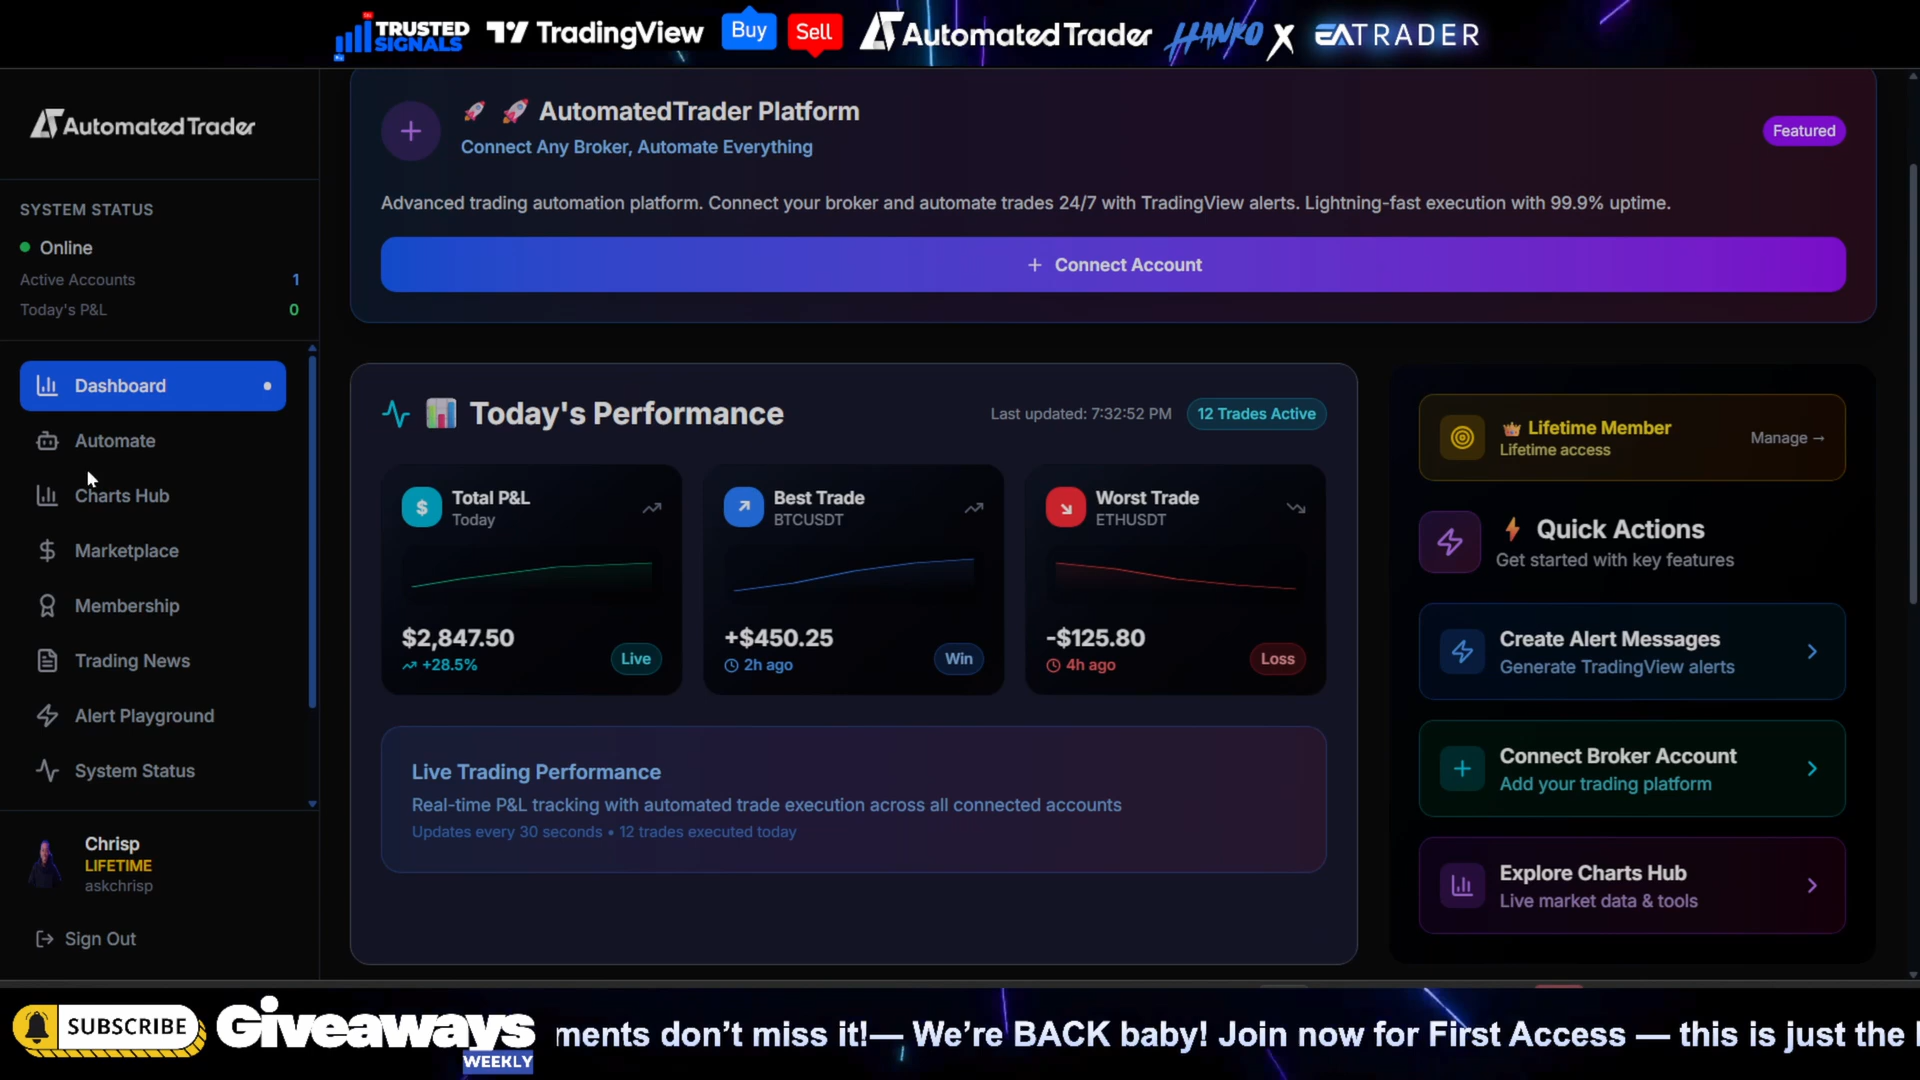 TRUSTED
SIGNALS
TradingView
Buy
Sell
AutomatedTrader
HANKO X
EATRADER
AutomatedTrader
SYSTEM STATUS
Online
Active Accounts 1
Today's P&L 0
Dashboard
Automate
Charts Hub
Marketplace
Membership
Trading News
Alert Playground
System Status
Chrisp
LIFETIME
askchrisp
Sign Out
AutomatedTrader Platform
Connect Any Broker, Automate Everything
Featured
Advanced trading automation platform. Connect your broker and automate trades 24/7 with TradingView alerts. Lightning-fast execution with 99.9% uptime.
+ Connect Account
Today's Performance
Last updated: 7:32:52 PM
12 Trades Active
Total P&L
Today
$2,847.50
+28.5%
Live
Best Trade
BTCUSDT
+$450.25
2h ago
Win
Worst Trade
ETHUSDT
-$125.80
4h ago
Loss
Live Trading Performance
Real-time P&L tracking with automated trade execution across all connected accounts
Updates every 30 seconds • 12 trades executed today
Lifetime Member
Lifetime access
Manage →
Quick Actions
Get started with key features
Create Alert Messages
Generate TradingView alerts
Connect Broker Account
Add your trading platform
Explore Charts Hub
Live market data & tools
SUBSCRIBE
Giveaways
WEEKLY
ments don't miss it!— We're BACK baby! Join now for First Access — this is just the